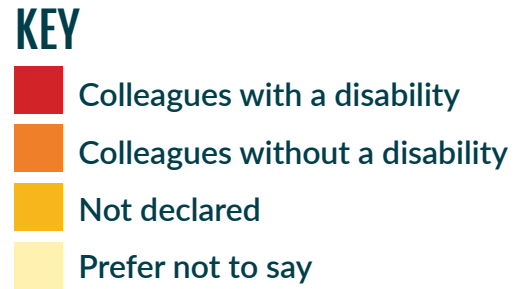 KEY
Colleagues with a disability
Colleagues without a disability
Not declared
Prefer not to say